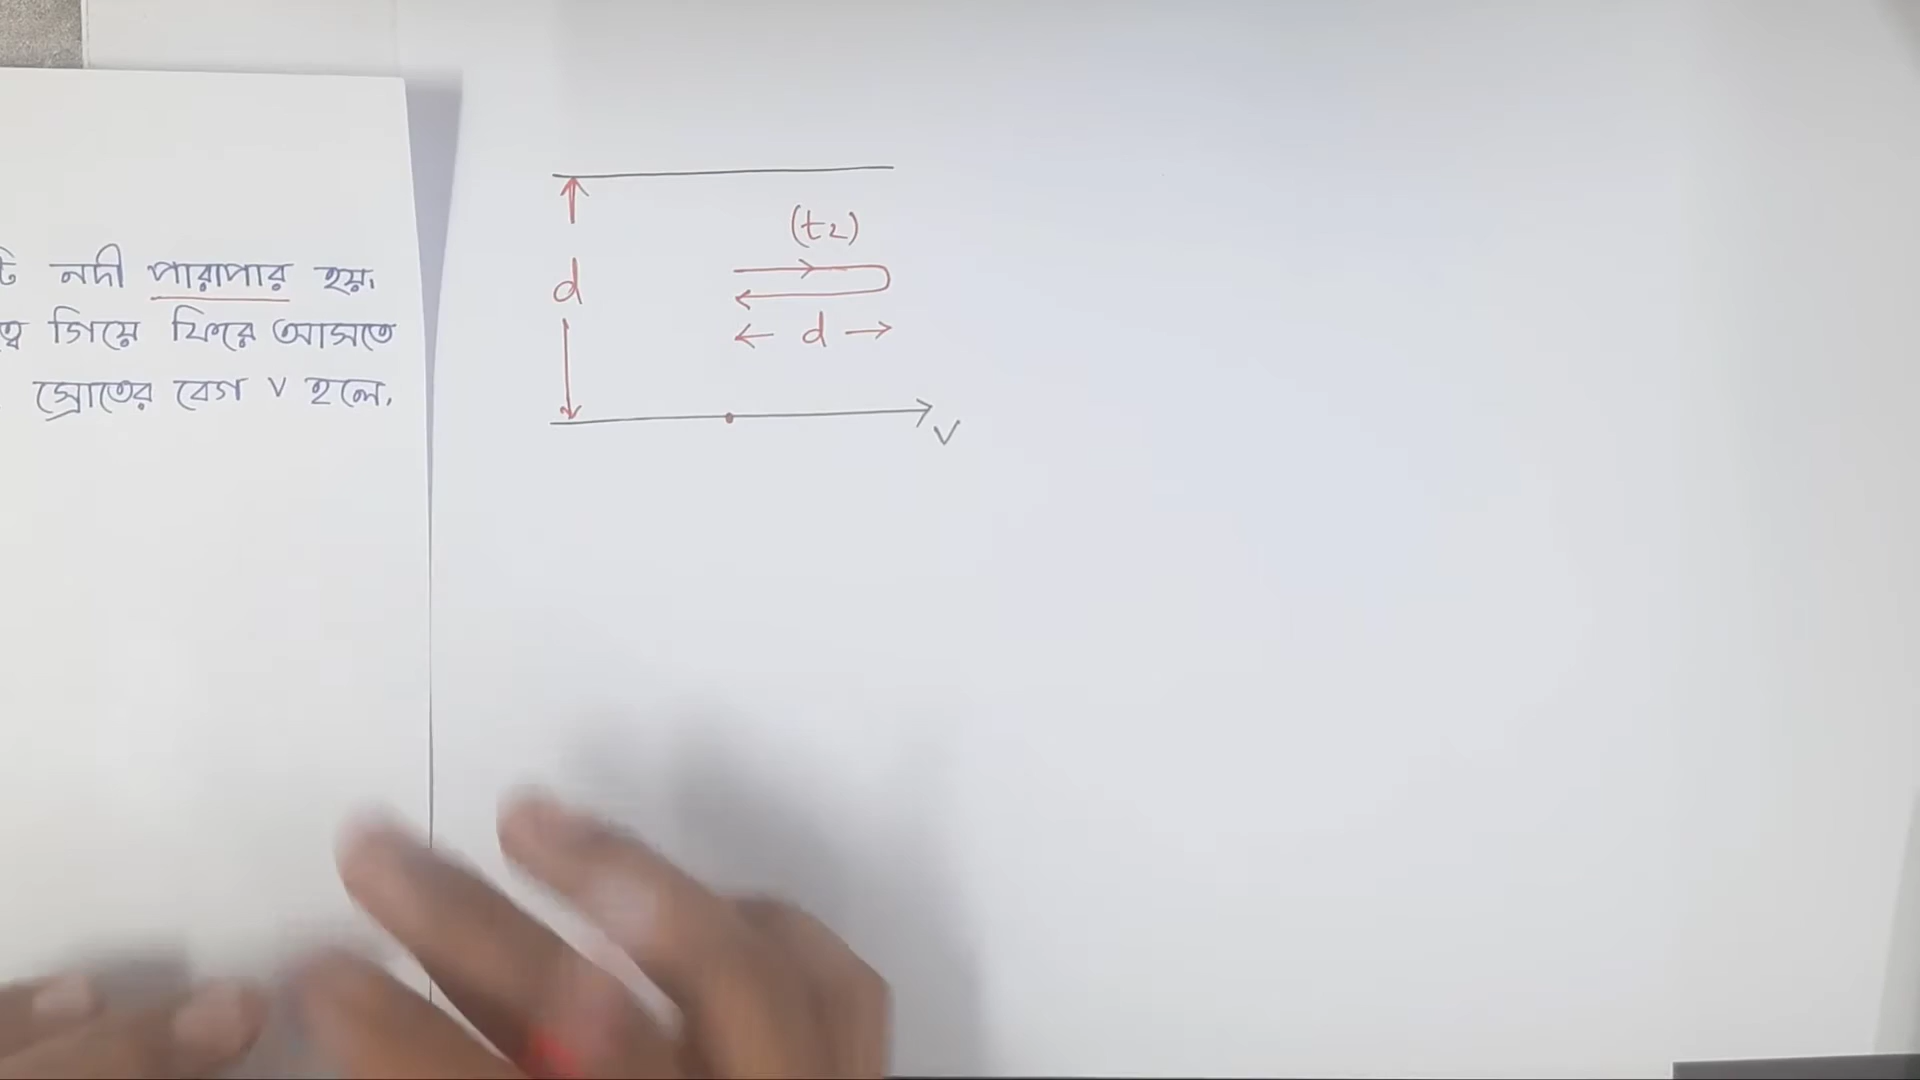 নদী পারাপার হয়,
গিয়ে ফিরে আসতে
স্রোতের বেগ v হলে,
(t2)
d
d
v